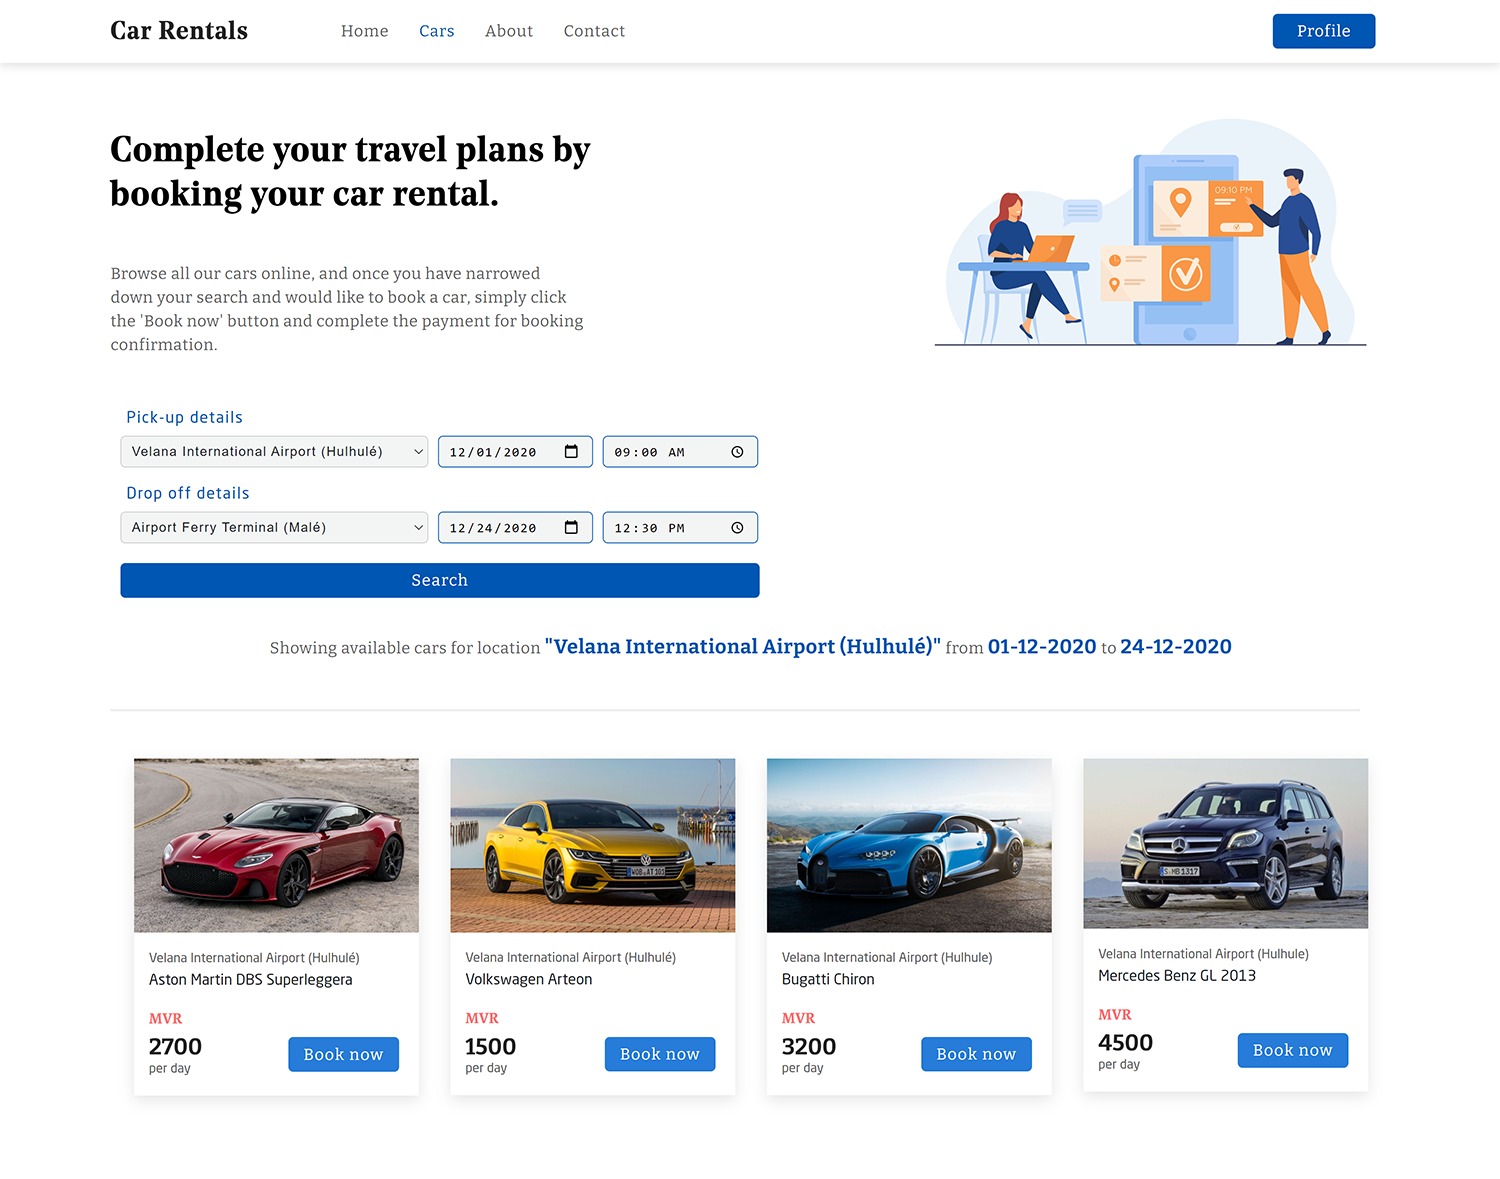 Car Rentals
Home
Cars
About
Contact
Profile
Complete your travel plans by
booking your car rental.
09:10 PM
Browse all our cars online, and once you have narrowed
down your search and would like to book a car, simply click
the 'Book now' button and complete the payment for booking
confirmation.
Pick-up details
Velana International Airport (Hulhulé)
12/01/2020
09:00 AM
Drop off details
Airport Ferry Terminal (Malé)
12/24/2020
12:30 PM
Search
Showing available cars for location "Velana International Airport (Hulhulé)" from 01-12-2020 to 24-12-2020
WOB AT 101
S MB 1317
Velana International Airport (Hulhulé)
Aston Martin DBS Superleggera
MVR
2700
per day
Book now
Velana International Airport (Hulhulé)
Volkswagen Arteon
MVR
1500
per day
Book now
Velana International Airport (Hulhule)
Bugatti Chiron
MVR
3200
per day
Book now
Velana International Airport (Hulhule)
Mercedes Benz GL 2013
MVR
4500
per day
Book now